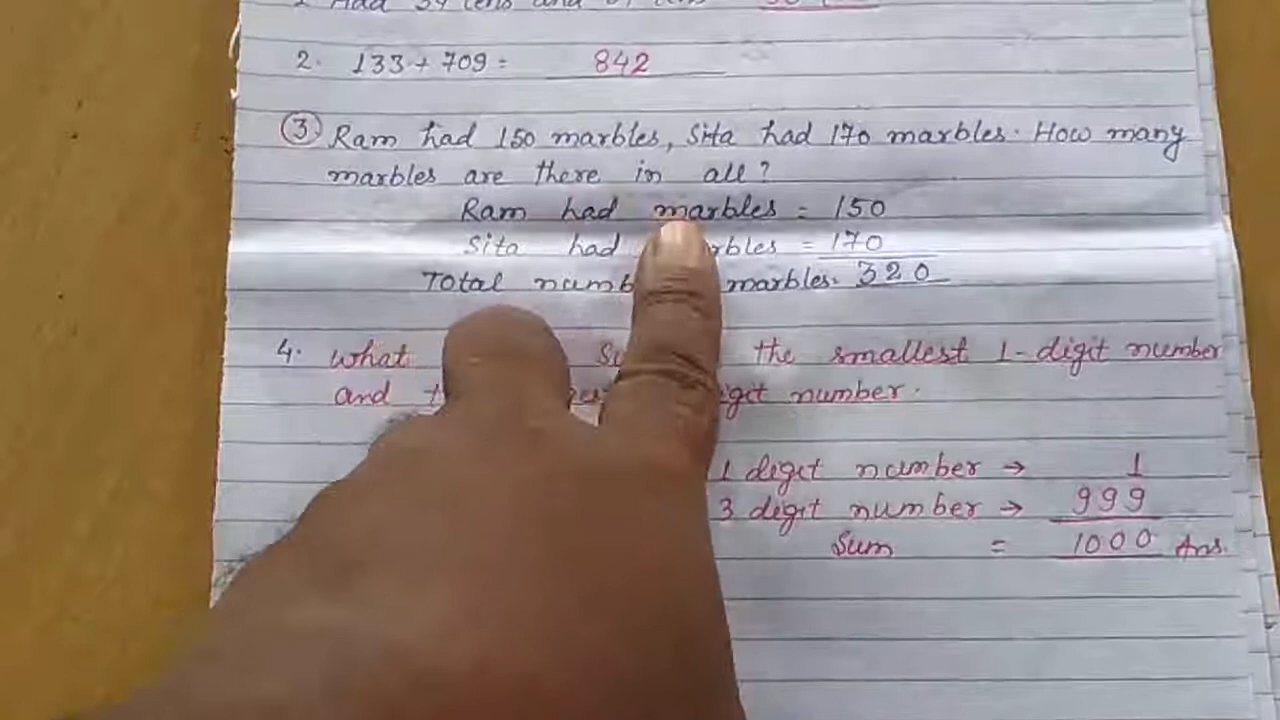 2. 133 + 709 = 842
③ Ram had 150 marbles, Sita had 170 marbles. How many
marbles are there in all?
Ram had marbles = 150
Sita had = 170
Total marbles. 320
4. What the smallest 1-digit number
and number.
1 digit number → 1
3 digit number → 999
Sum = 1000 Ans.